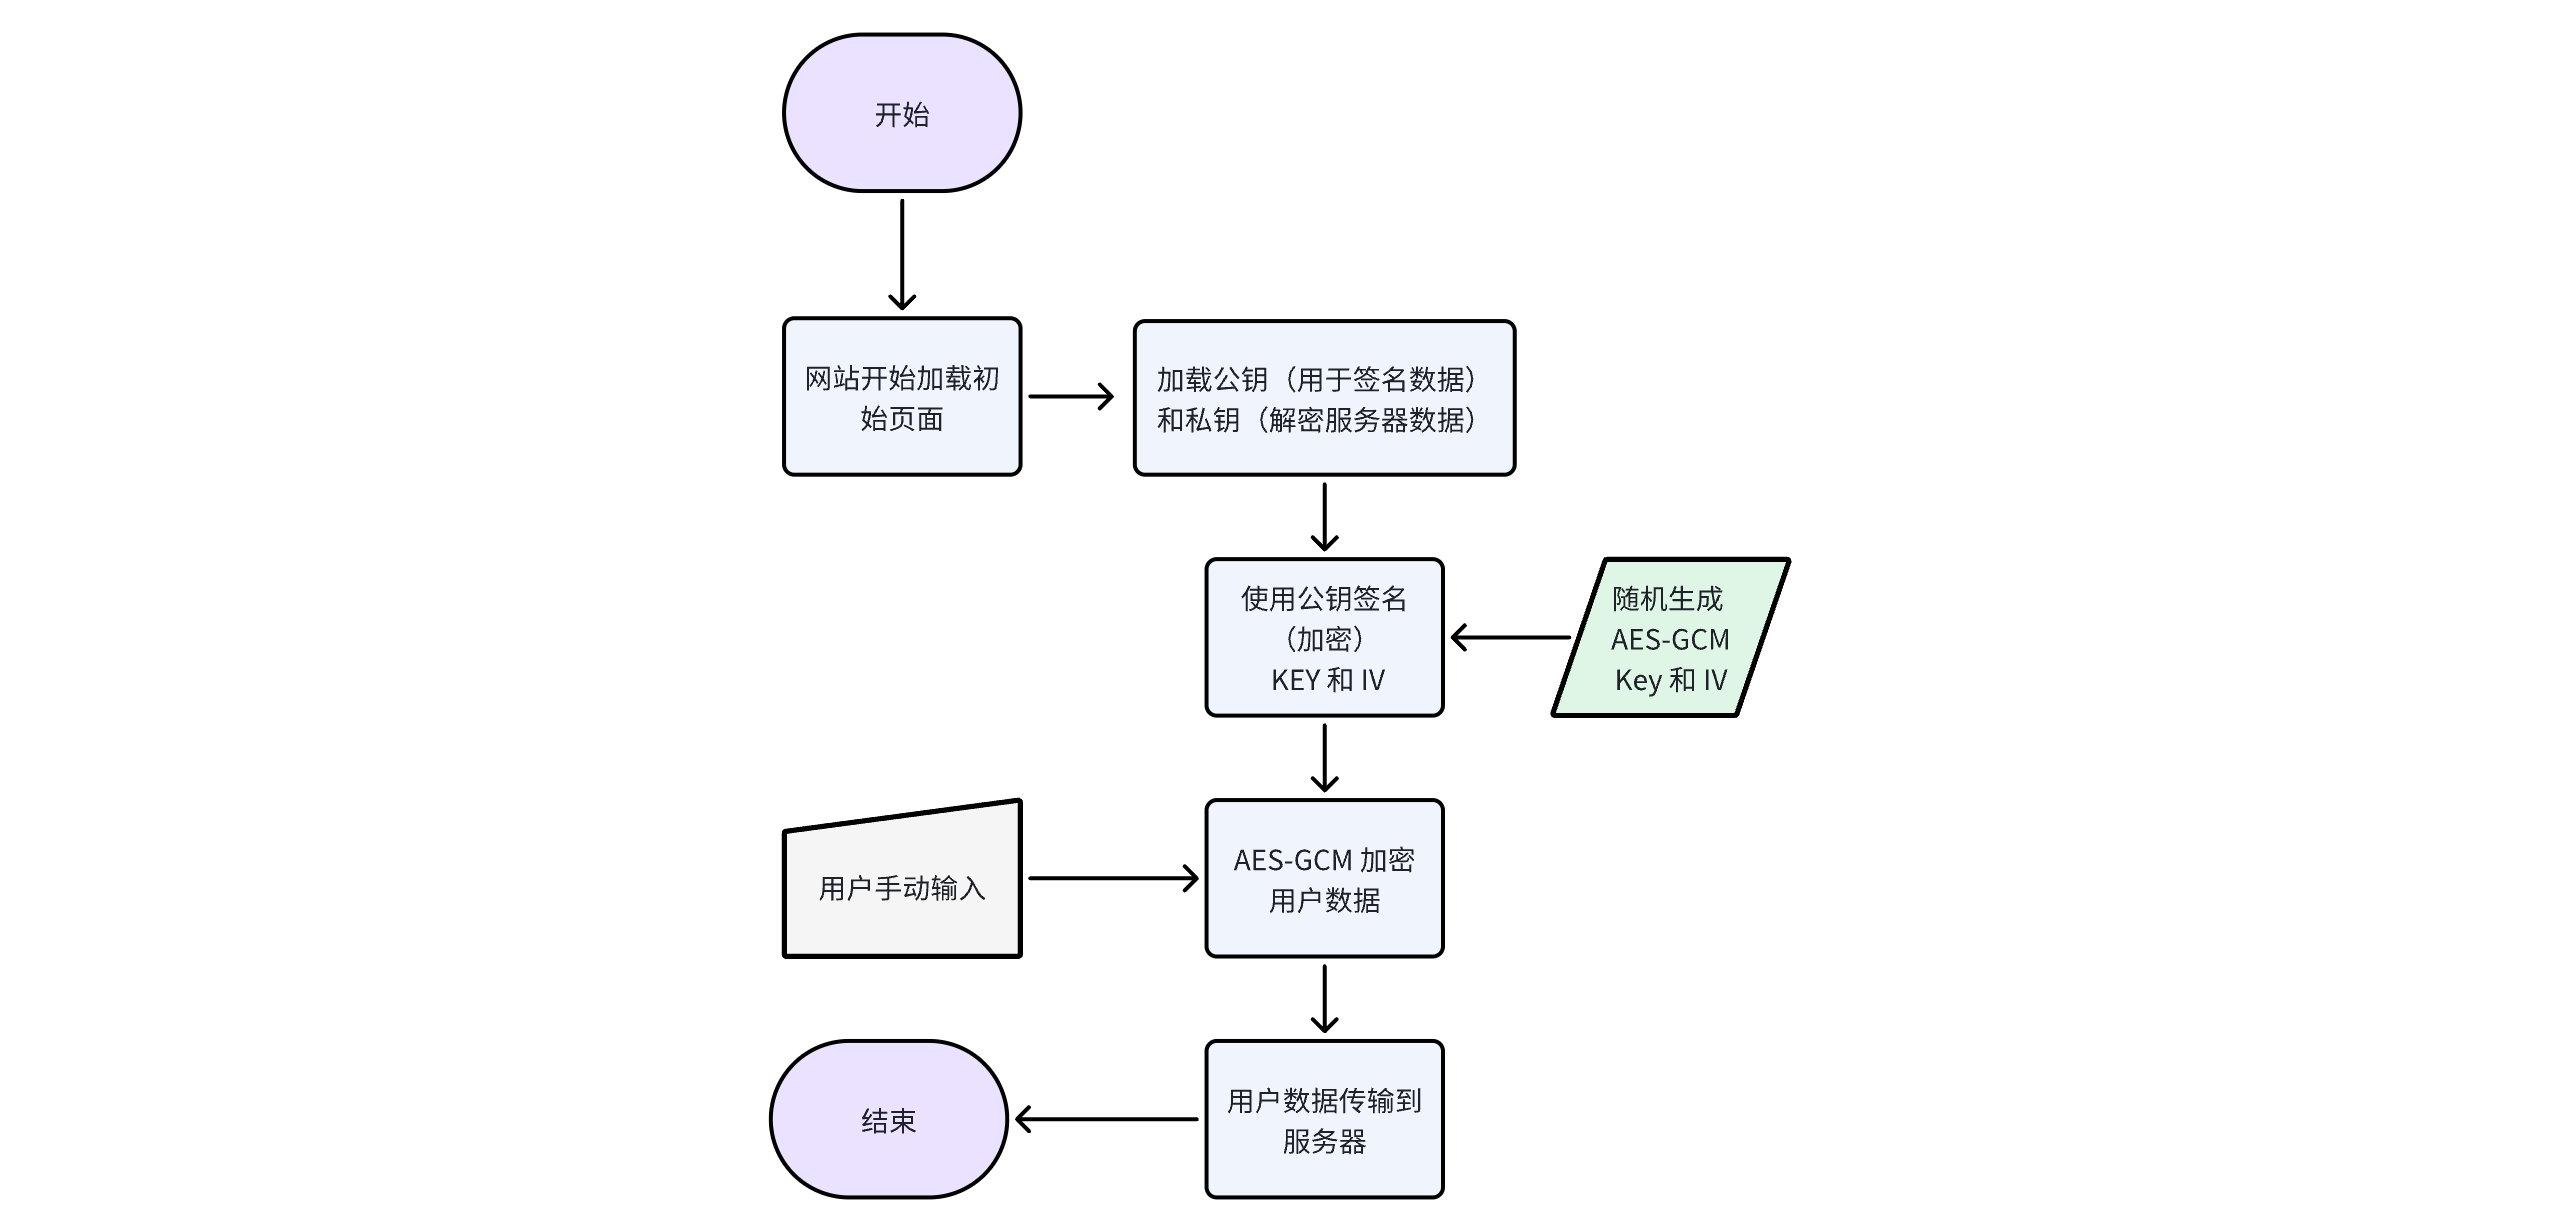 开始
网站开始加载初
始页面
加载公钥（用于签名数据）
和私钥（解密服务器数据）
使用公钥签名
（加密）
KEY 和 IV
随机生成
AES-GCM
Key 和 IV
用户手动输入
AES-GCM 加密
用户数据
用户数据传输到
服务器
结束